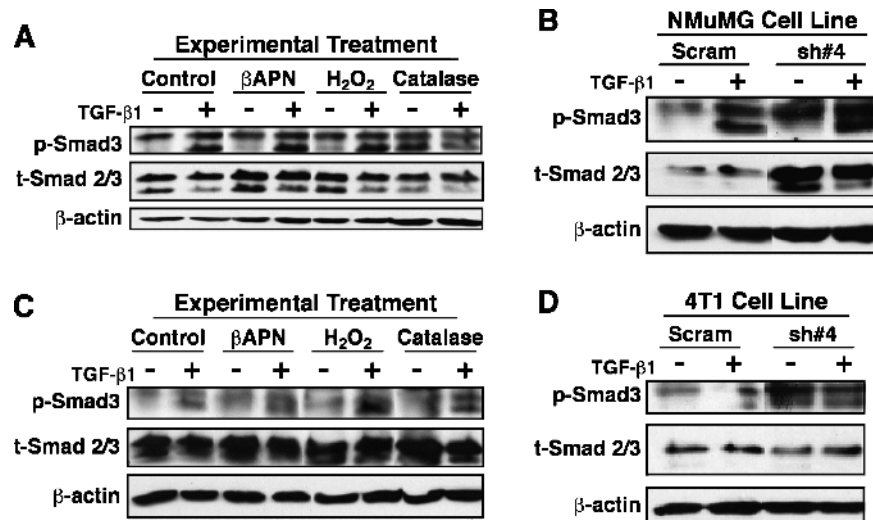 A
Experimental Treatment
Control βAPN H₂O₂ Catalase
TGF-β1 - + - + - + - +
p-Smad3
t-Smad 2/3
β-actin
B
NMuMG Cell Line
Scram sh#4
TGF-β1 - + - +
p-Smad3
t-Smad 2/3
β-actin
C
Experimental Treatment
Control βAPN H₂O₂ Catalase
TGF-β1 - + - + - + - +
p-Smad3
t-Smad 2/3
β-actin
D
4T1 Cell Line
Scram sh#4
TGF-β1 - + - +
p-Smad3
t-Smad 2/3
β-actin